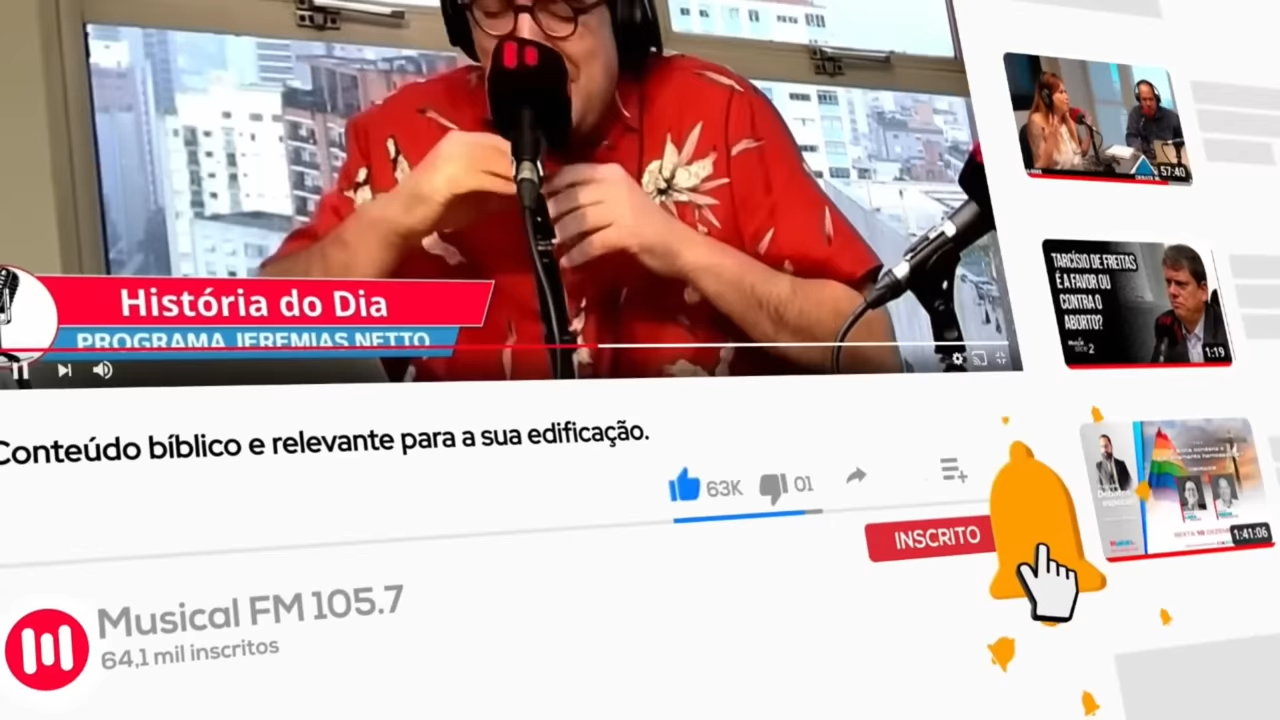 História do Dia
PROGRAMA JEREMIAS NETTO
Conteúdo bíblico e relevante para a sua edificação.
63K
01
INSCRITO
Musical FM 105.7
64,1 mil inscritos
57:40
TARCÍSIO DE FREITAS
É A FAVOR OU
CONTRA O
ABORTO?
2
1:19
1:41:06